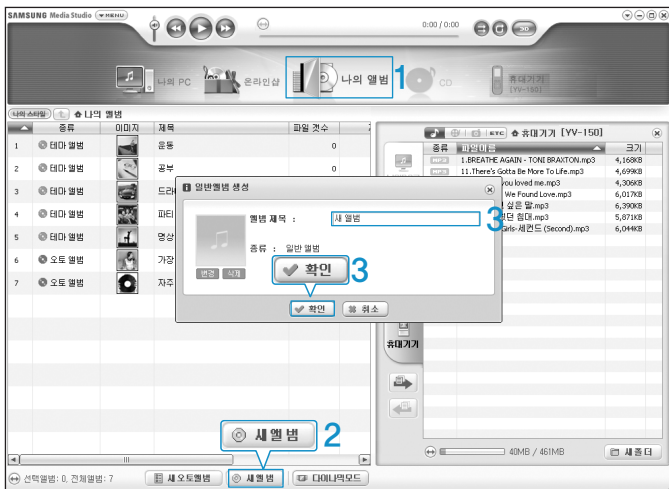 SAMSUNG Media Studio ▼MENU
0:00 / 0:00
3D
나의 PC
온라인샵
나의 앨범
1
CD
휴대기기
[YV-150]
나의 스타일
나의 앨범
종류 이미지 제목 파일 갯수
1 테마 앨범 운동 0
2 테마 앨범 공부 0
3 테마 앨범
4 테마 앨범 파티
5 테마 앨범 명상
6 오토 앨범 가장
7 오토 앨범 자주
ETC 휴대기기 [YV-150]
종류 파일이름 크기
MP3 1.BREATHE AGAIN - TONI BRAXTON.mp3 4,168KB
MP3 11.There's Gotta Be More To Life.mp3 4,699KB
you loved me.mp3 4,306KB
We Found Love.mp3 6,017KB
싶은 말.mp3 6,390KB
던 침대.mp3 5,871KB
Girls-세컨드 (Second).mp3 6,044KB
일반앨범 생성
앨범 제목 : 새 앨범
3
종류 : 일반 앨범
변경 삭제
확인
3
확인 취소
휴대기기
새 앨범
2
40MB / 461MB
새 폴더
선택앨범: 0, 전체앨범: 7
새 오토앨범
새 앨범
다이나믹모드